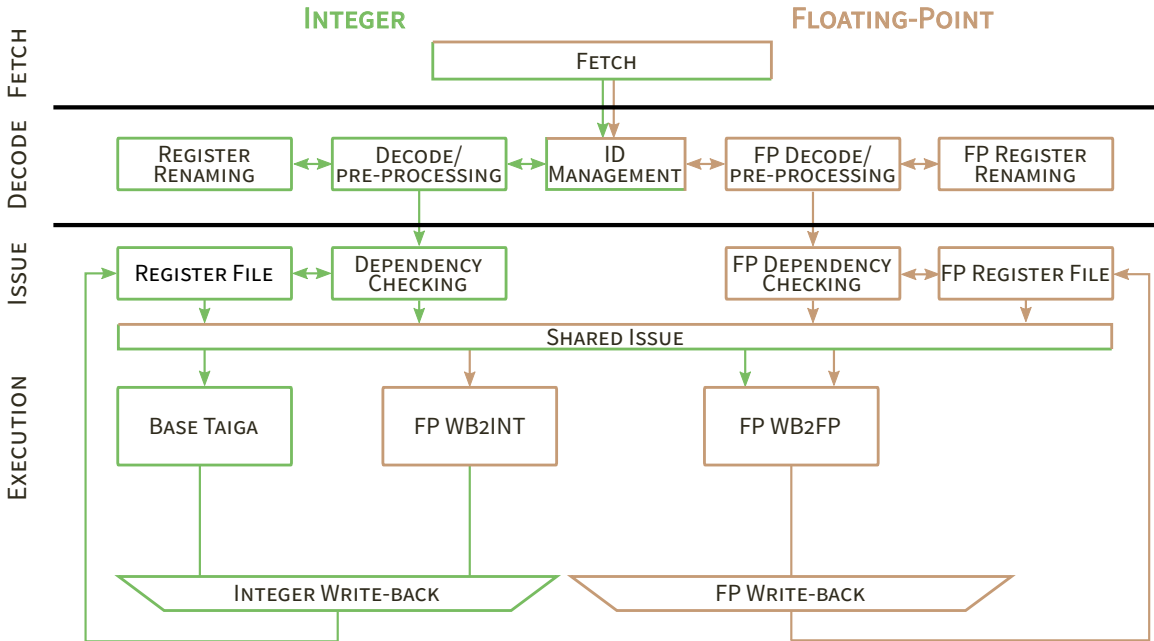 Integer
Floating-Point
Fetch
Fetch
Decode
Register
Renaming
Decode/
pre-processing
ID
Management
FP Decode/
pre-processing
FP Register
Renaming
Issue
Register File
Dependency
Checking
FP Dependency
Checking
FP Register File
Shared Issue
Execution
Base Taiga
FP WB2INT
FP WB2FP
Integer Write-back
FP Write-back